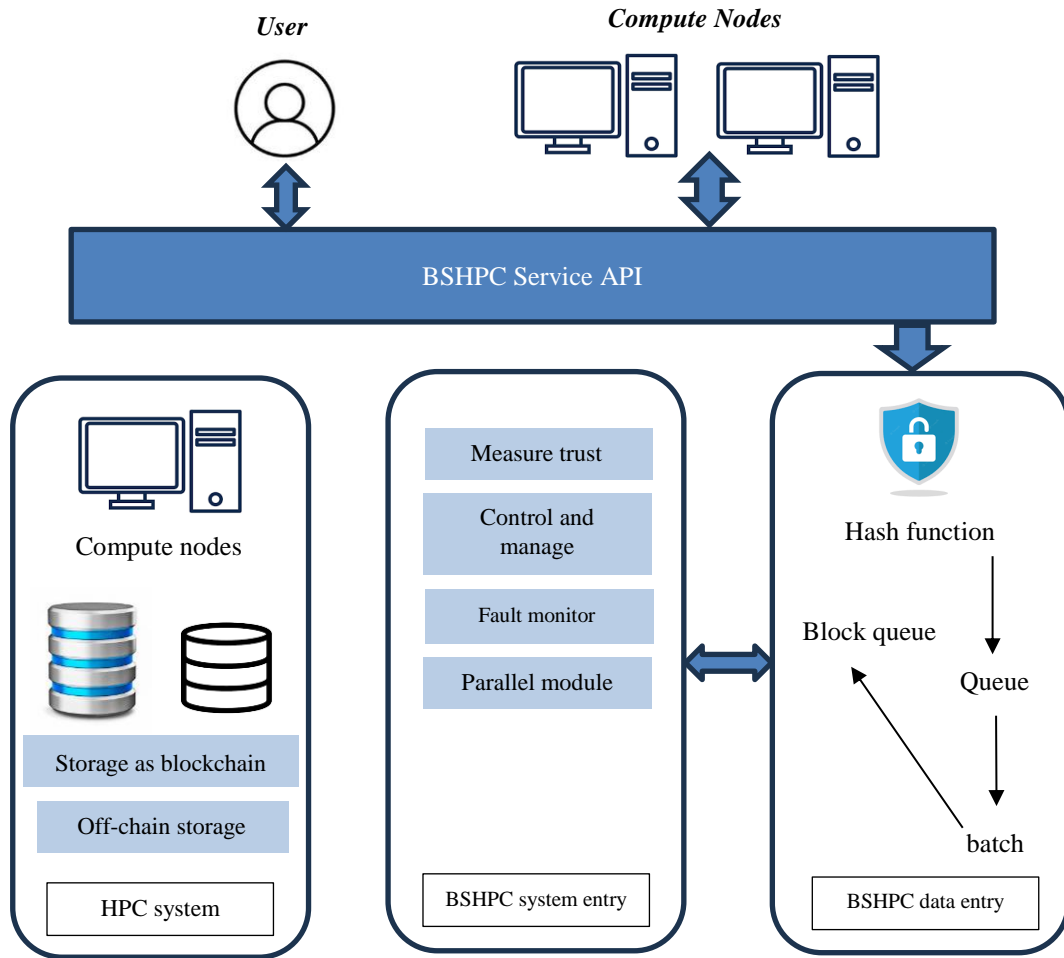 User
Compute Nodes
BSHPC Service API
Compute nodes
Storage as blockchain
Off-chain storage
HPC system
Measure trust
Control and
manage
Fault monitor
Parallel module
BSHPC system entry
Hash function
Block queue
Queue
batch
BSHPC data entry